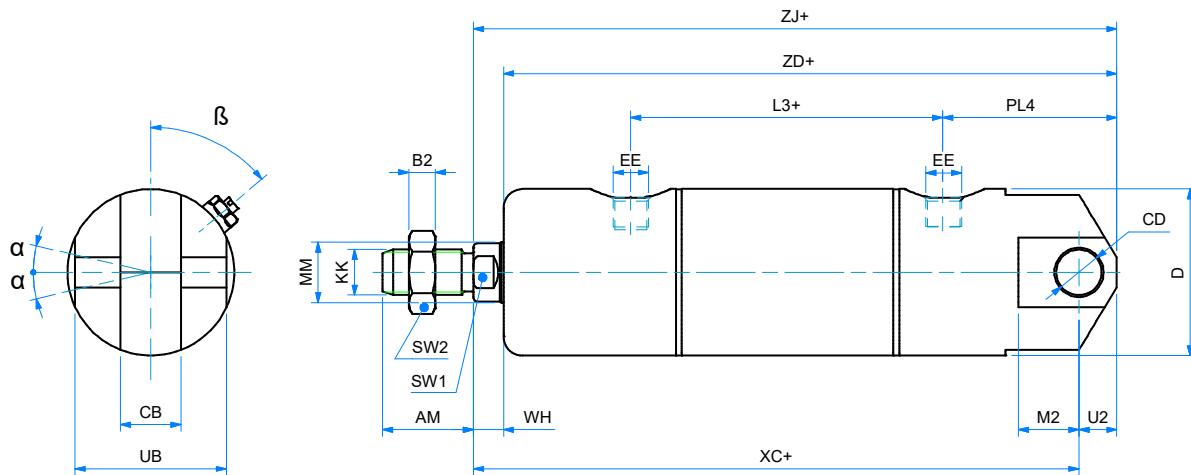 ZJ+
ZD+
L3+
PL4
ß
B2
EE
EE
CD
α
α
MM
KK
D
SW2
SW1
CB
AM
WH
M2
U2
UB
XC+